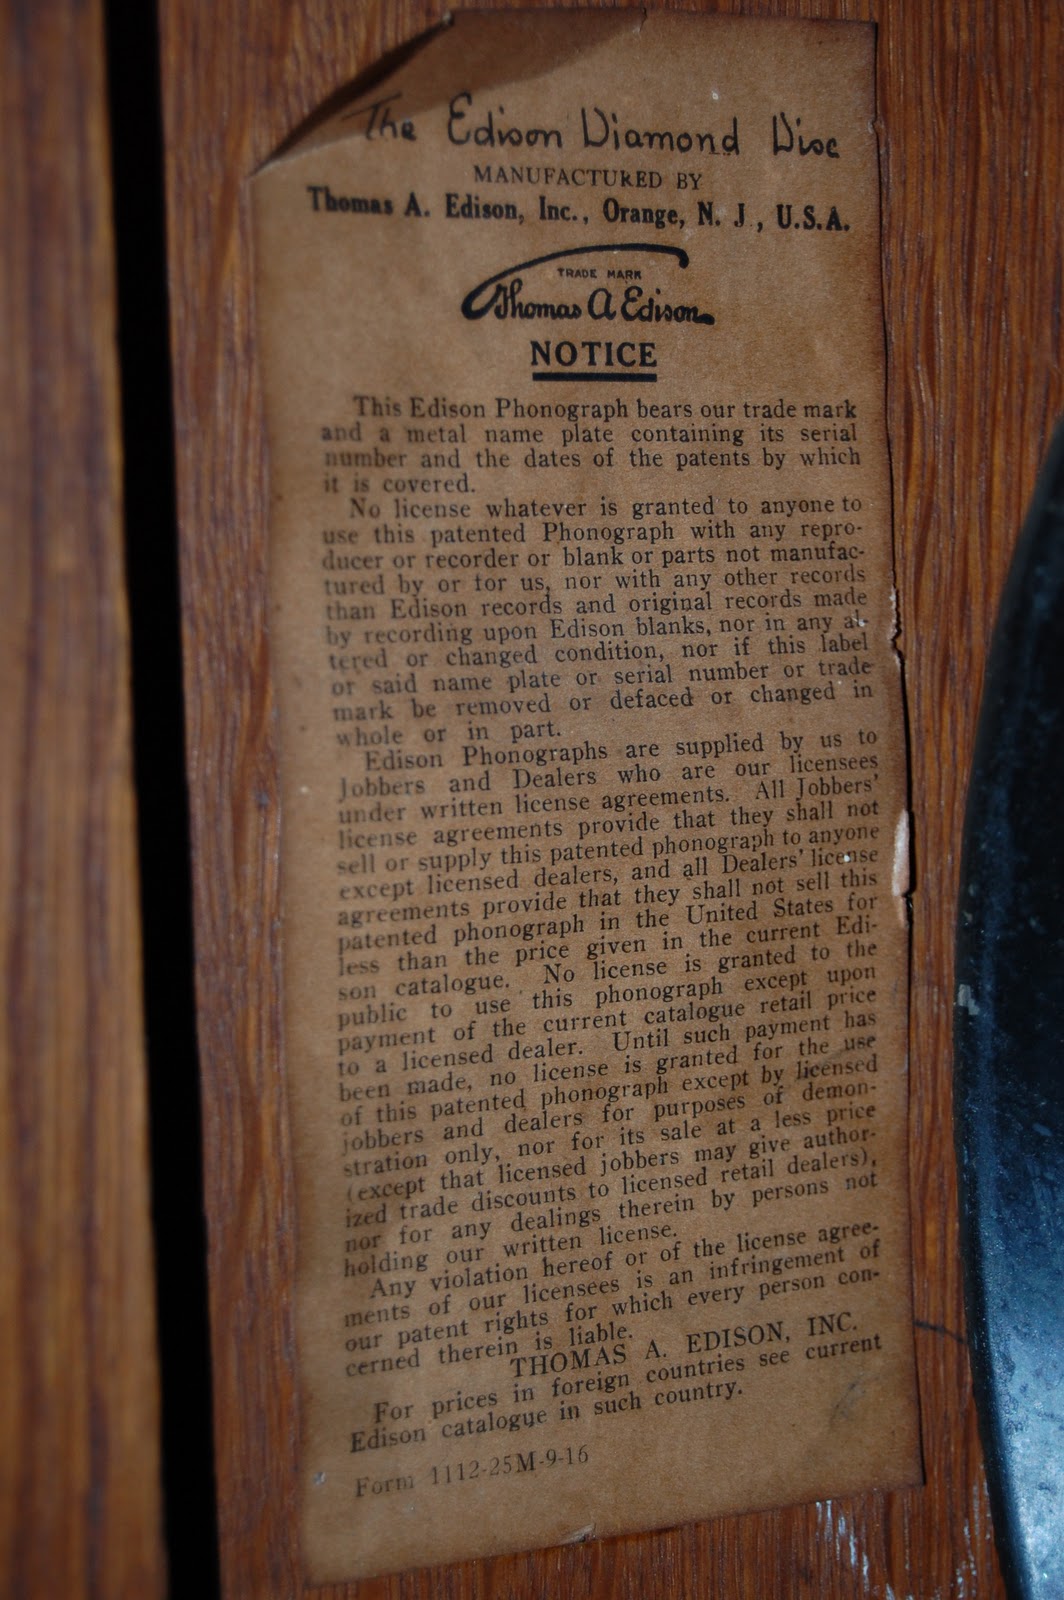 The Edison Diamond Disc
MANUFACTURED BY
Thomas A. Edison, Inc., Orange, N. J., U.S.A.
TRADE MARK
Thomas A Edison
NOTICE
This Edison Phonograph bears our trade mark
and a metal name plate containing its serial
number and the dates of the patents by which
it is covered.
No license whatever is granted to anyone to
use this patented Phonograph with any repro-
ducer or recorder or blank or parts not manufac-
tured by or for us, nor with any other records
than Edison records and original records made
by recording upon Edison blanks, nor in any al-
tered or changed condition, nor if this label
or said name plate or serial number or trade
mark be removed or defaced or changed in
whole or in part.
Edison Phonographs are supplied by us to
Jobbers and Dealers who are our licensees
under written license agreements. All Jobbers'
license agreements provide that they shall not
sell or supply this patented phonograph to anyone
except licensed dealers, and all Dealers' license
agreements provide that they shall not sell this
patented phonograph in the United States for
less than the price given in the current Edi-
son catalogue. No license is granted to the
public to use this phonograph except upon
payment of the current catalogue retail price
to a licensed dealer. Until such payment has
been made, no license is granted for the use
of this patented phonograph except by licensed
jobbers and dealers for purposes of demon-
stration only, nor for its sale at a less price
(except that licensed jobbers may give author-
ized trade discounts to licensed retail dealers),
nor for any dealings therein by persons not
holding our written license.
Any violation hereof or of the license agree-
ments of our licensees is an infringement of
our patent rights for which every person con-
cerned therein is liable.
THOMAS A. EDISON, INC.
For prices in foreign countries see current
Edison catalogue in such country.
Form 1112-25M-9-16